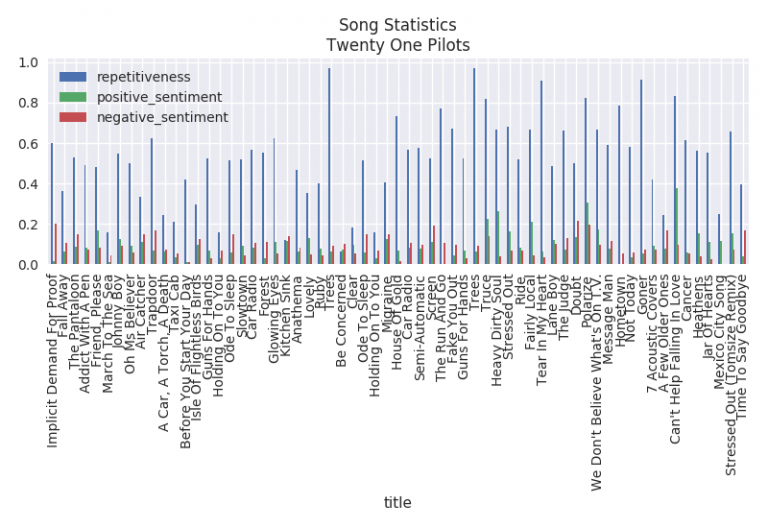 Song Statistics
Twenty One Pilots
1.0
0.8
0.6
0.4
0.2
0.0
repetitiveness
positive_sentiment
negative_sentiment
Implicit Demand For Proof
Fall Away
The Pantaloon
Addict With A Pen
Friend, Please
March To The Sea
Johnny Boy
Oh Ms Believer
Air Catcher
Trapdoor
A Car, A Torch, A Death
Taxi Cab
Before You Start Your Day
Isle Of Flightless Birds
Guns For Hands
Holding On To You
Ode To Sleep
Slowtown
Car Radio
Forest
Glowing Eyes
Kitchen Sink
Anathema
Lovely
Ruby
Trees
Be Concerned
Clear
Ode To Sleep
Holding On To You
Migraine
House Of Gold
Car Radio
Semi-Automatic
Screen
The Run And Go
Fake You Out
Guns For Hands
Trees
Truce
Heavy Dirty Soul
Stressed Out
Ride
Fairly Local
Tear In My Heart
Lane Boy
The Judge
Doubt
Polarize
We Don't Believe What's On T.V.
Message Man
Hometown
Not Today
Goner
7 Acoustic Covers
A Few Older Ones
Can't Help Falling In Love
Cancer
Heathens
Jar Of Hearts
Mexico City Song
Stressed Out (Tomsize Remix)
Time To Say Goodbye
title